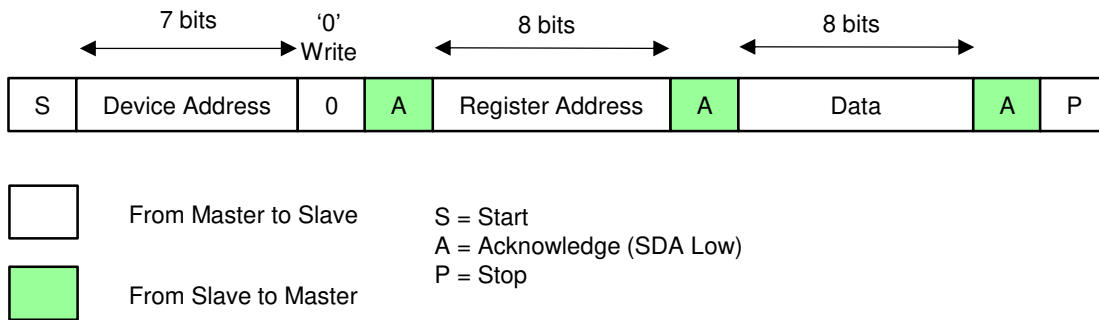 7 bits
‘0’
Write
8 bits
8 bits
S Device Address 0 A Register Address A Data A P
From Master to Slave
From Slave to Master
S = Start
A = Acknowledge (SDA Low)
P = Stop